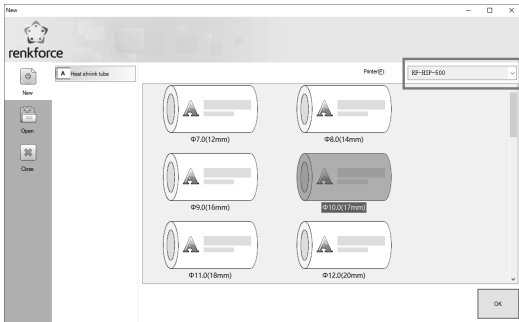 New
renkforce
New
Open
Close
A Heat shrink tube
Printer(P):
RF-HSP-500
A
A
Φ7.0(12mm)
Φ8.0(14mm)
A
A
Φ9.0(16mm)
Φ10.0(17mm)
A
A
Φ11.0(18mm)
Φ12.0(20mm)
OK